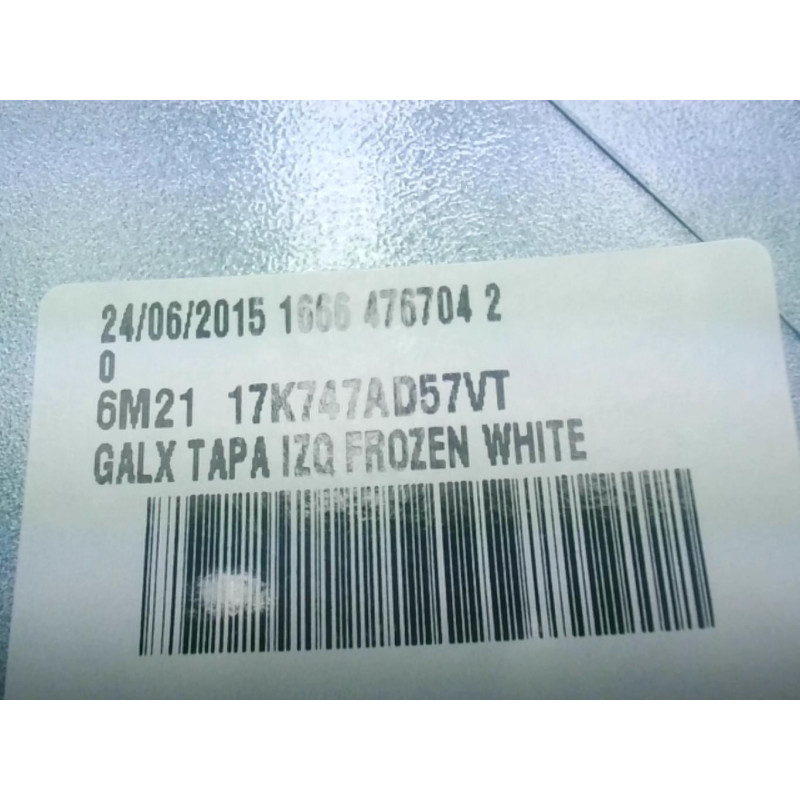 24/06/2015 1666 476704 2
0
6M21 17K747AD57VT
GALX TAPA IZQ FROZEN WHITE